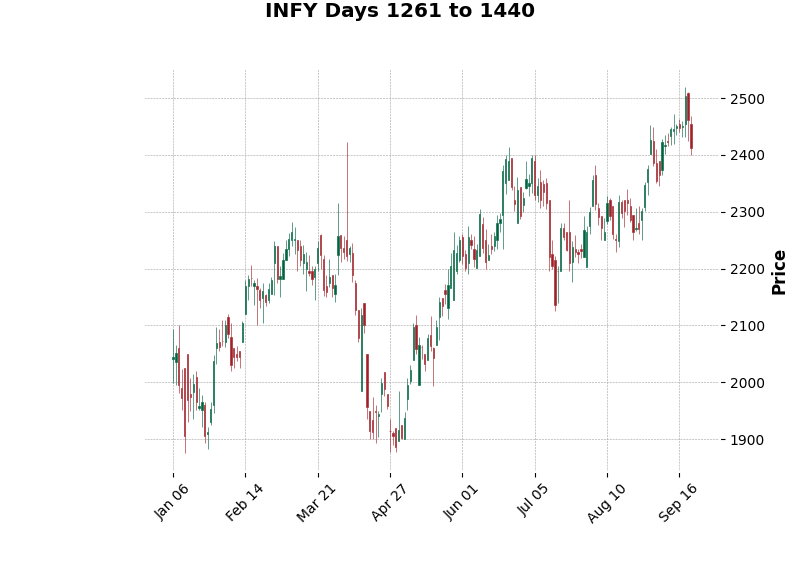 INFY Days 1261 to 1440
2500
2400
2300
2200
2100
2000
1900
Price
Jan 06
Feb 14
Mar 21
Apr 27
Jun 01
Jul 05
Aug 10
Sep 16